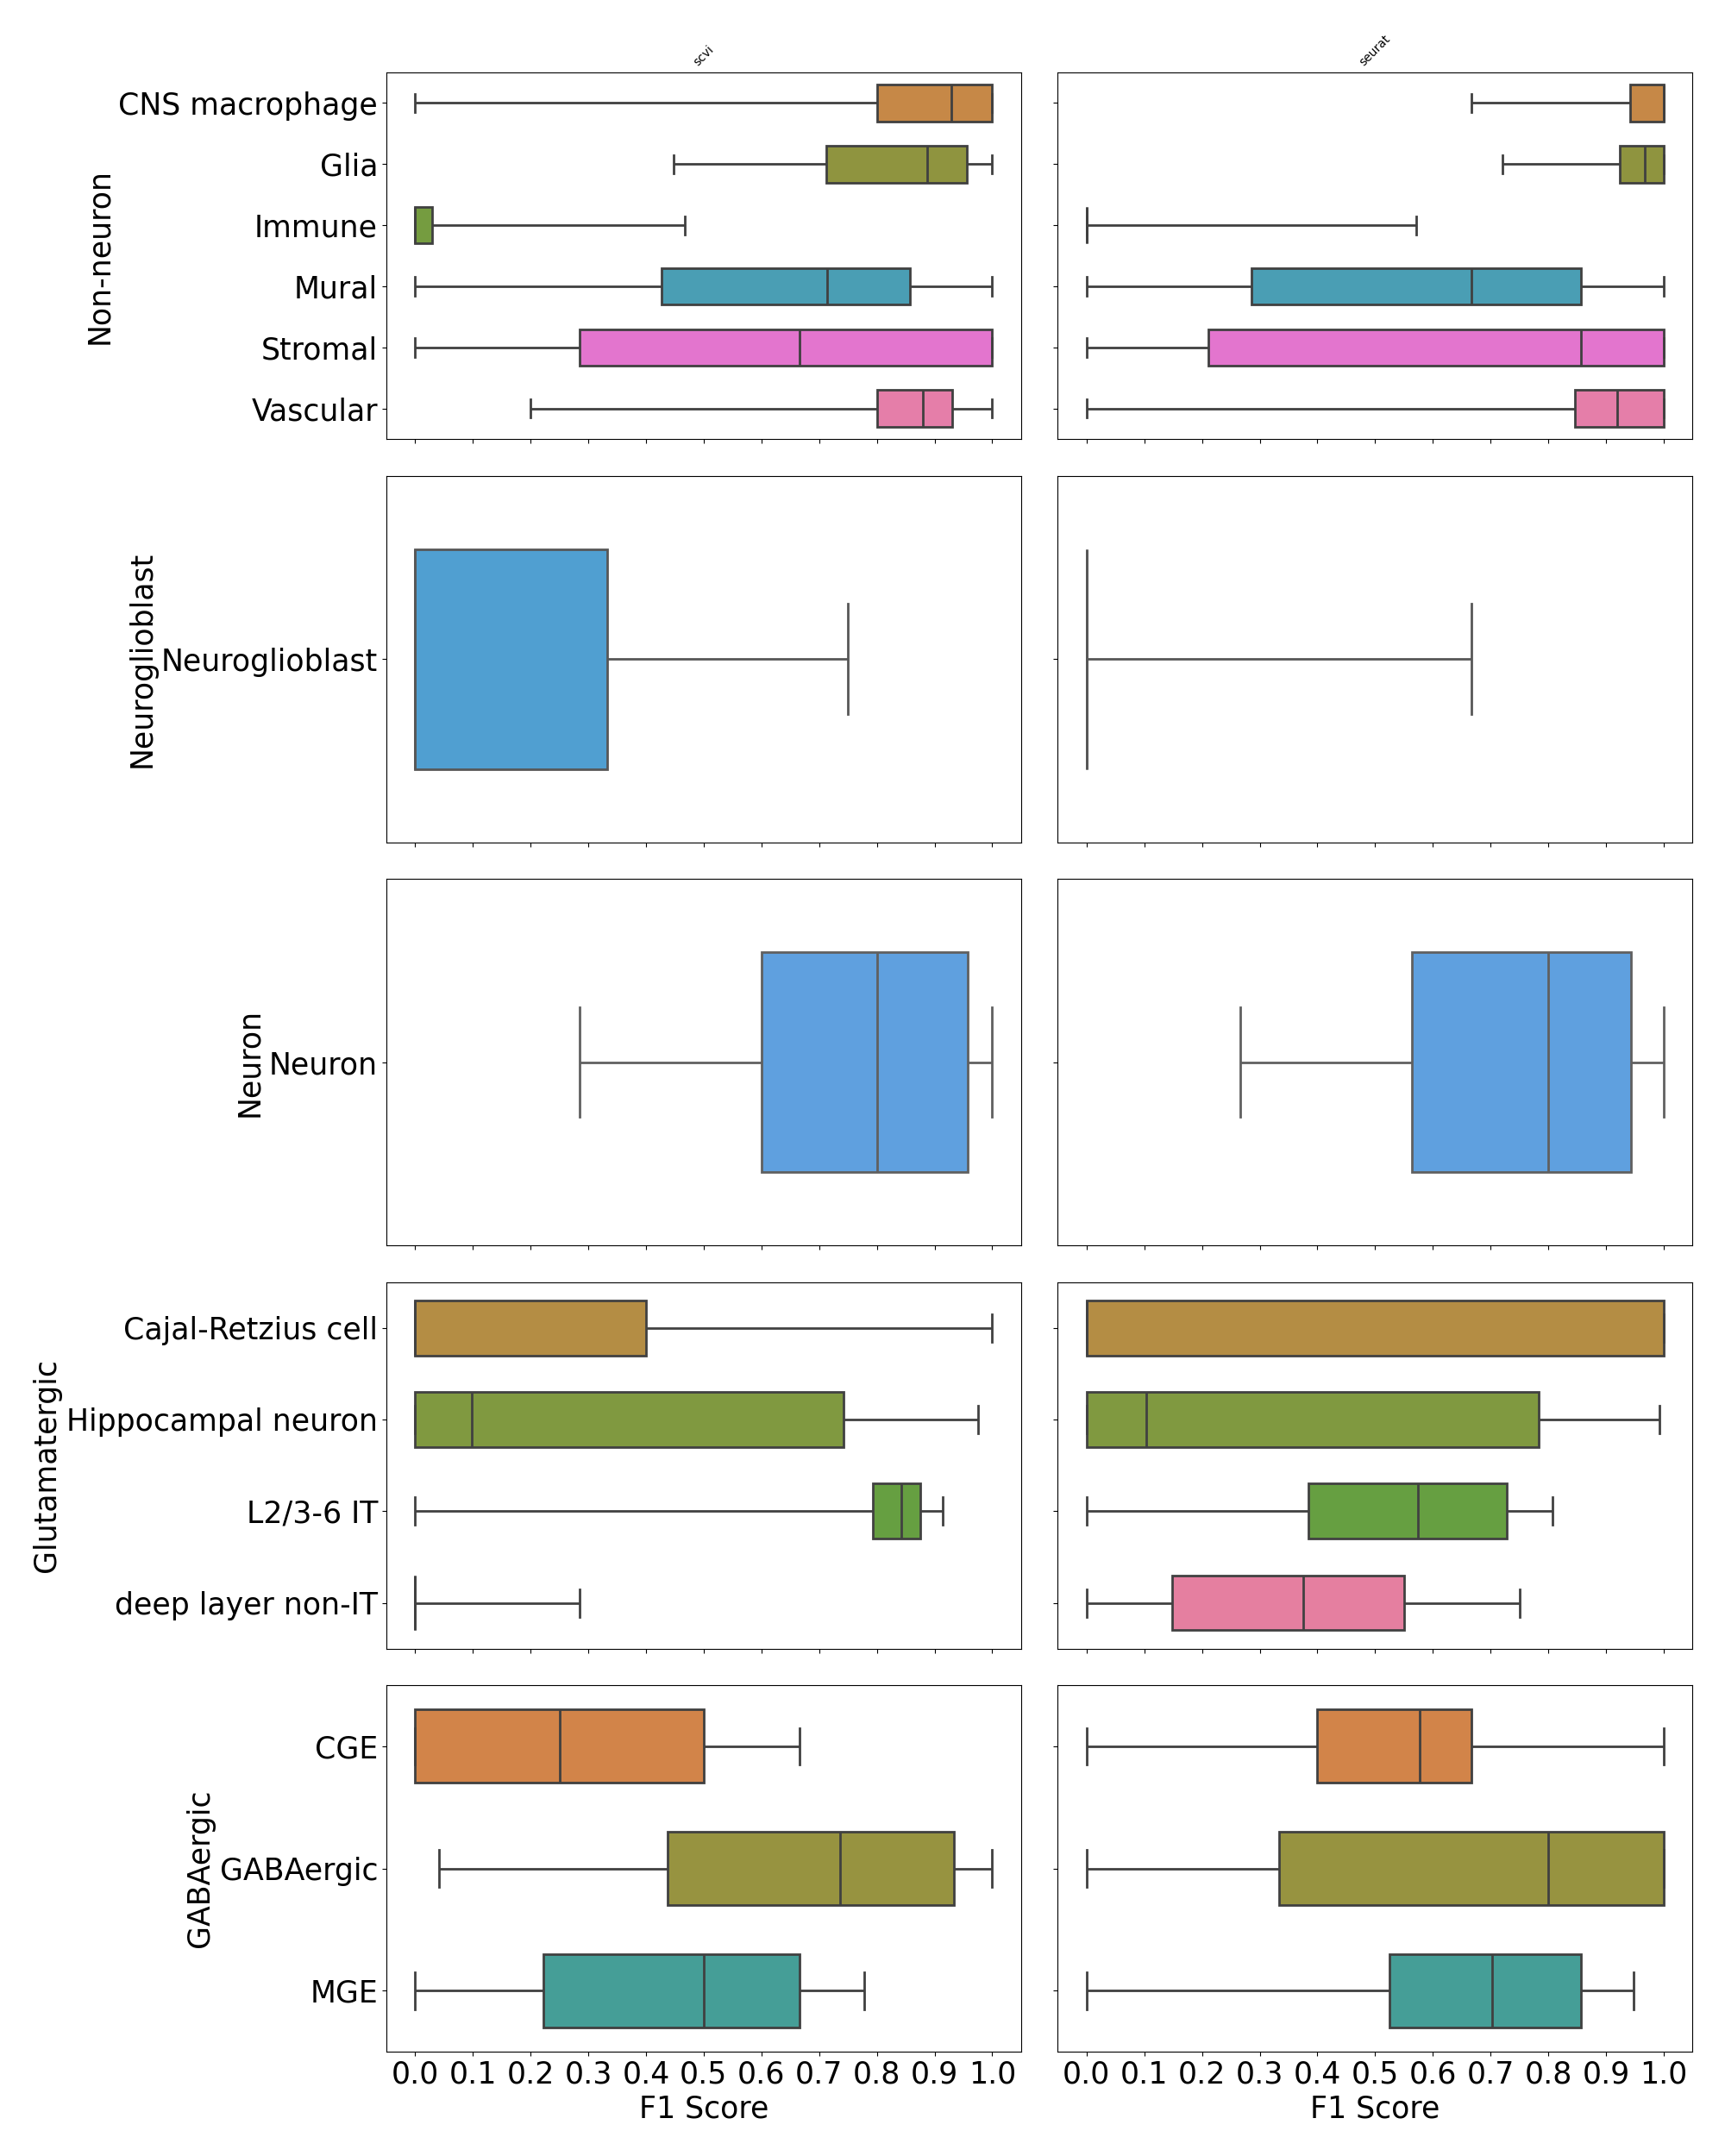 scvi
seurat
Non-neuron
CNS macrophage
Glia
Immune
Mural
Stromal
Vascular
Neuroglioblast
Neuroglioblast
Neuron
Neuron
Glutamatergic
Cajal-Retzius cell
Hippocampal neuron
L2/3-6 IT
deep layer non-IT
GABAergic
CGE
GABAergic
MGE
0.0 0.1 0.2 0.3 0.4 0.5 0.6 0.7 0.8 0.9 1.0
F1 Score
0.0 0.1 0.2 0.3 0.4 0.5 0.6 0.7 0.8 0.9 1.0
F1 Score